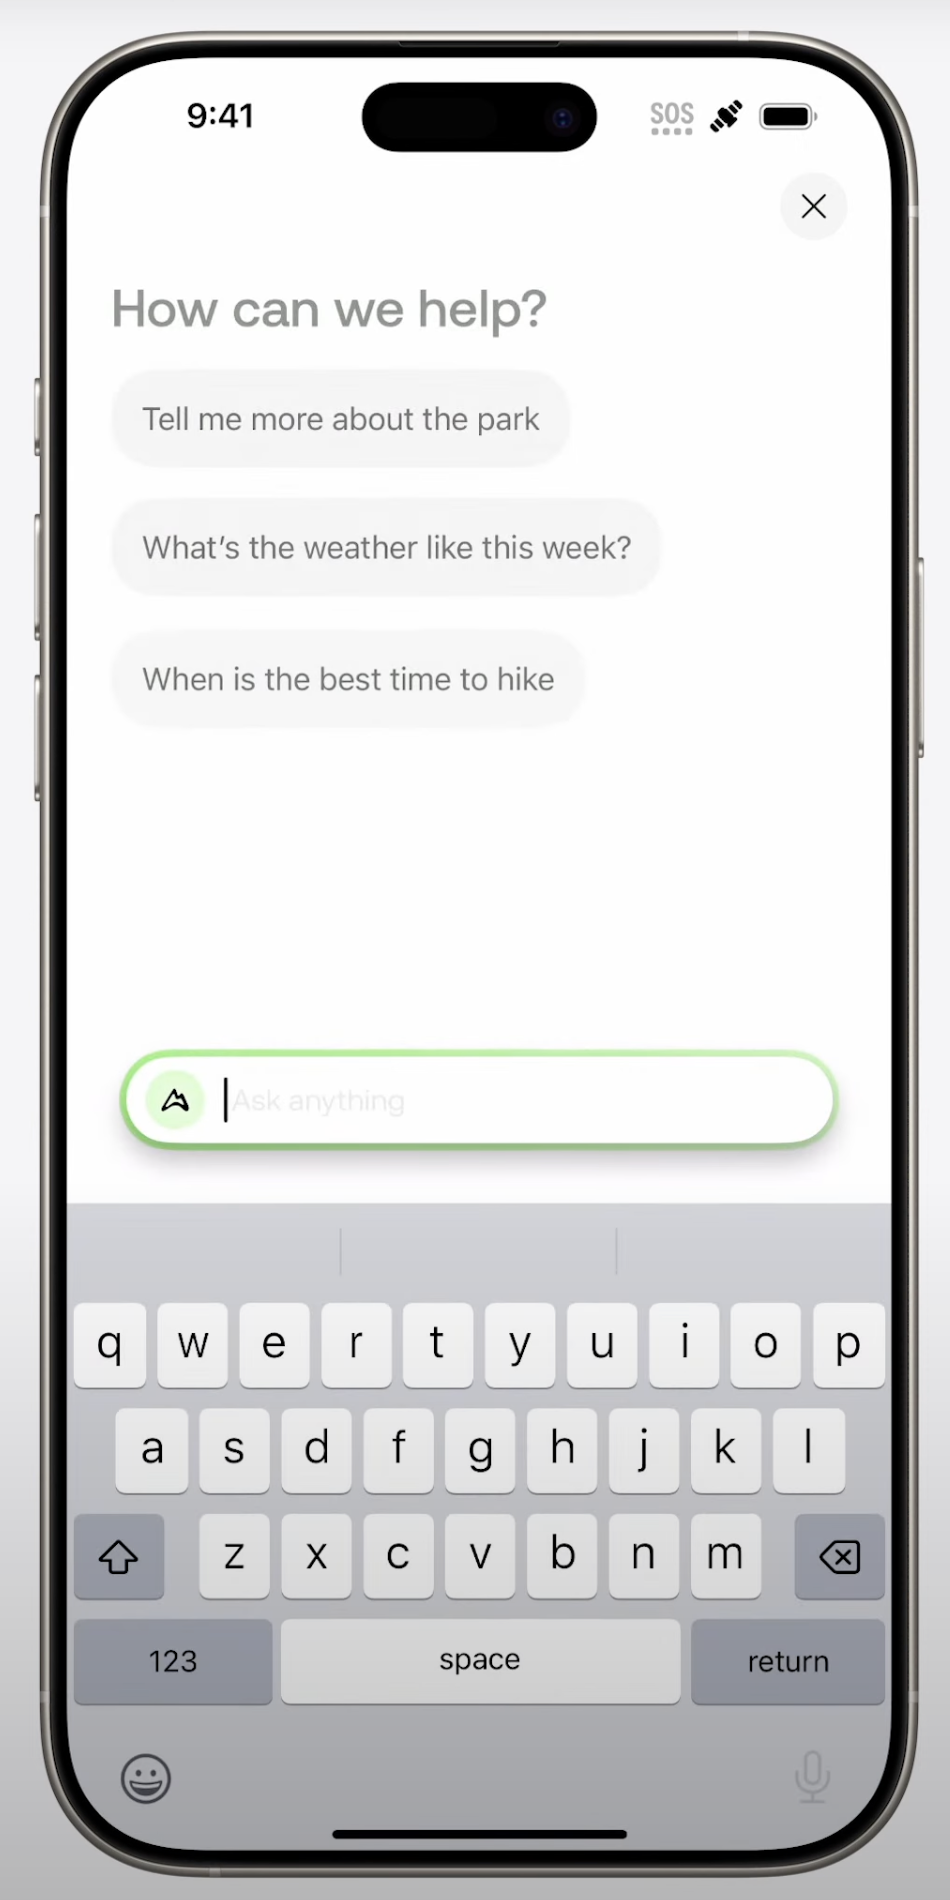 9:41
SOS
How can we help?
Tell me more about the park
What's the weather like this week?
When is the best time to hike
Ask anything
q w e r t y u i o p
a s d f g h j k l
z x c v b n m
123 space return